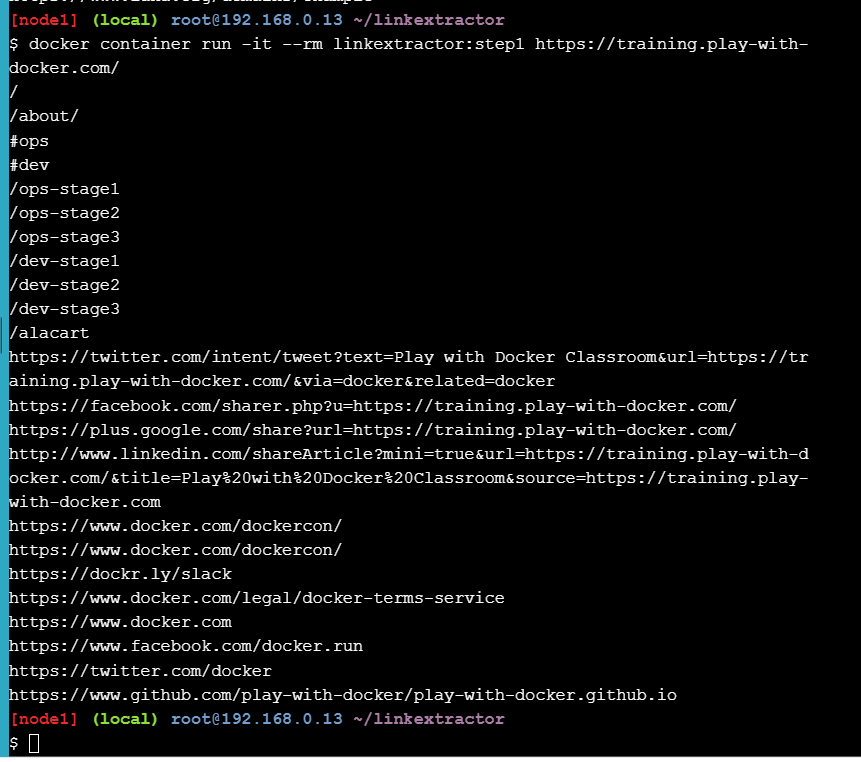 [node1] (local) root@192.168.0.13 ~/linkextractor
$ docker container run -it --rm linkextractor:step1 https://training.play-with-
docker.com/
/
/about/
#ops
#dev
/ops-stage1
/ops-stage2
/ops-stage3
/dev-stage1
/dev-stage2
/dev-stage3
/alacart
https://twitter.com/intent/tweet?text=Play with Docker Classroom&url=https://tr
aining.play-with-docker.com/&via=docker&related=docker
https://facebook.com/sharer.php?u=https://training.play-with-docker.com/
https://plus.google.com/share?url=https://training.play-with-docker.com/
http://www.linkedin.com/shareArticle?mini=true&url=https://training.play-with-d
ocker.com/&title=Play%20with%20Docker%20Classroom&source=https://training.play-
with-docker.com
https://www.docker.com/dockercon/
https://www.docker.com/dockercon/
https://dockr.ly/slack
https://www.docker.com/legal/docker-terms-service
https://www.docker.com
https://www.facebook.com/docker.run
https://twitter.com/docker
https://www.github.com/play-with-docker/play-with-docker.github.io
[node1] (local) root@192.168.0.13 ~/linkextractor
$